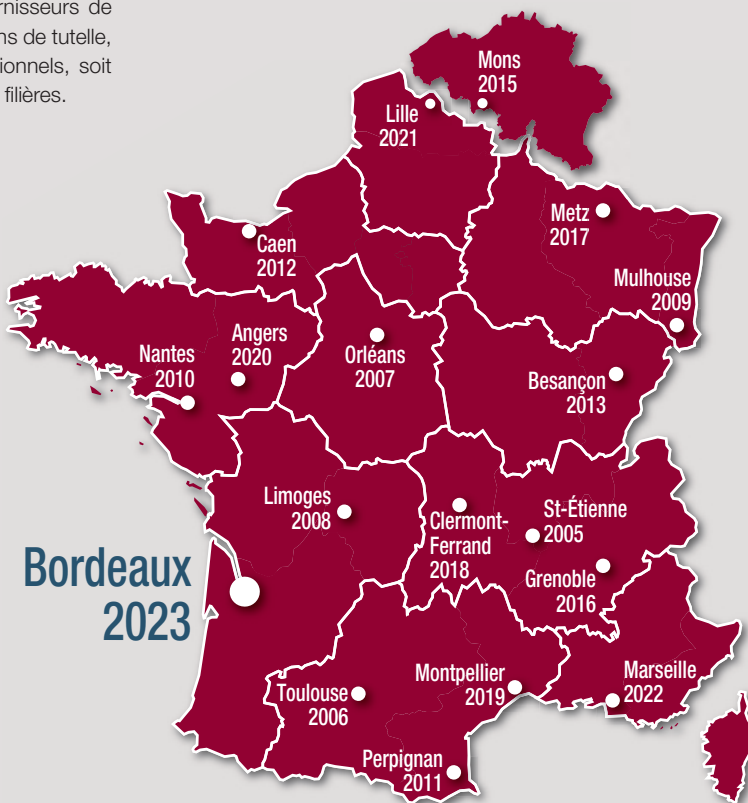 rnisseurs de
ns de tutelle,
ionnels, soit
filières.
Mons
2015
Lille
2021
Metz
2017
Caen
2012
Mulhouse
2009
Angers
2020
Nantes
2010
Orléans
2007
Besançon
2013
Limoges
2008
Clermont-
Ferrand
2018
St-Étienne
2005
Grenoble
2016
Bordeaux
2023
Toulouse
2006
Montpellier
2019
Marseille
2022
Perpignan
2011